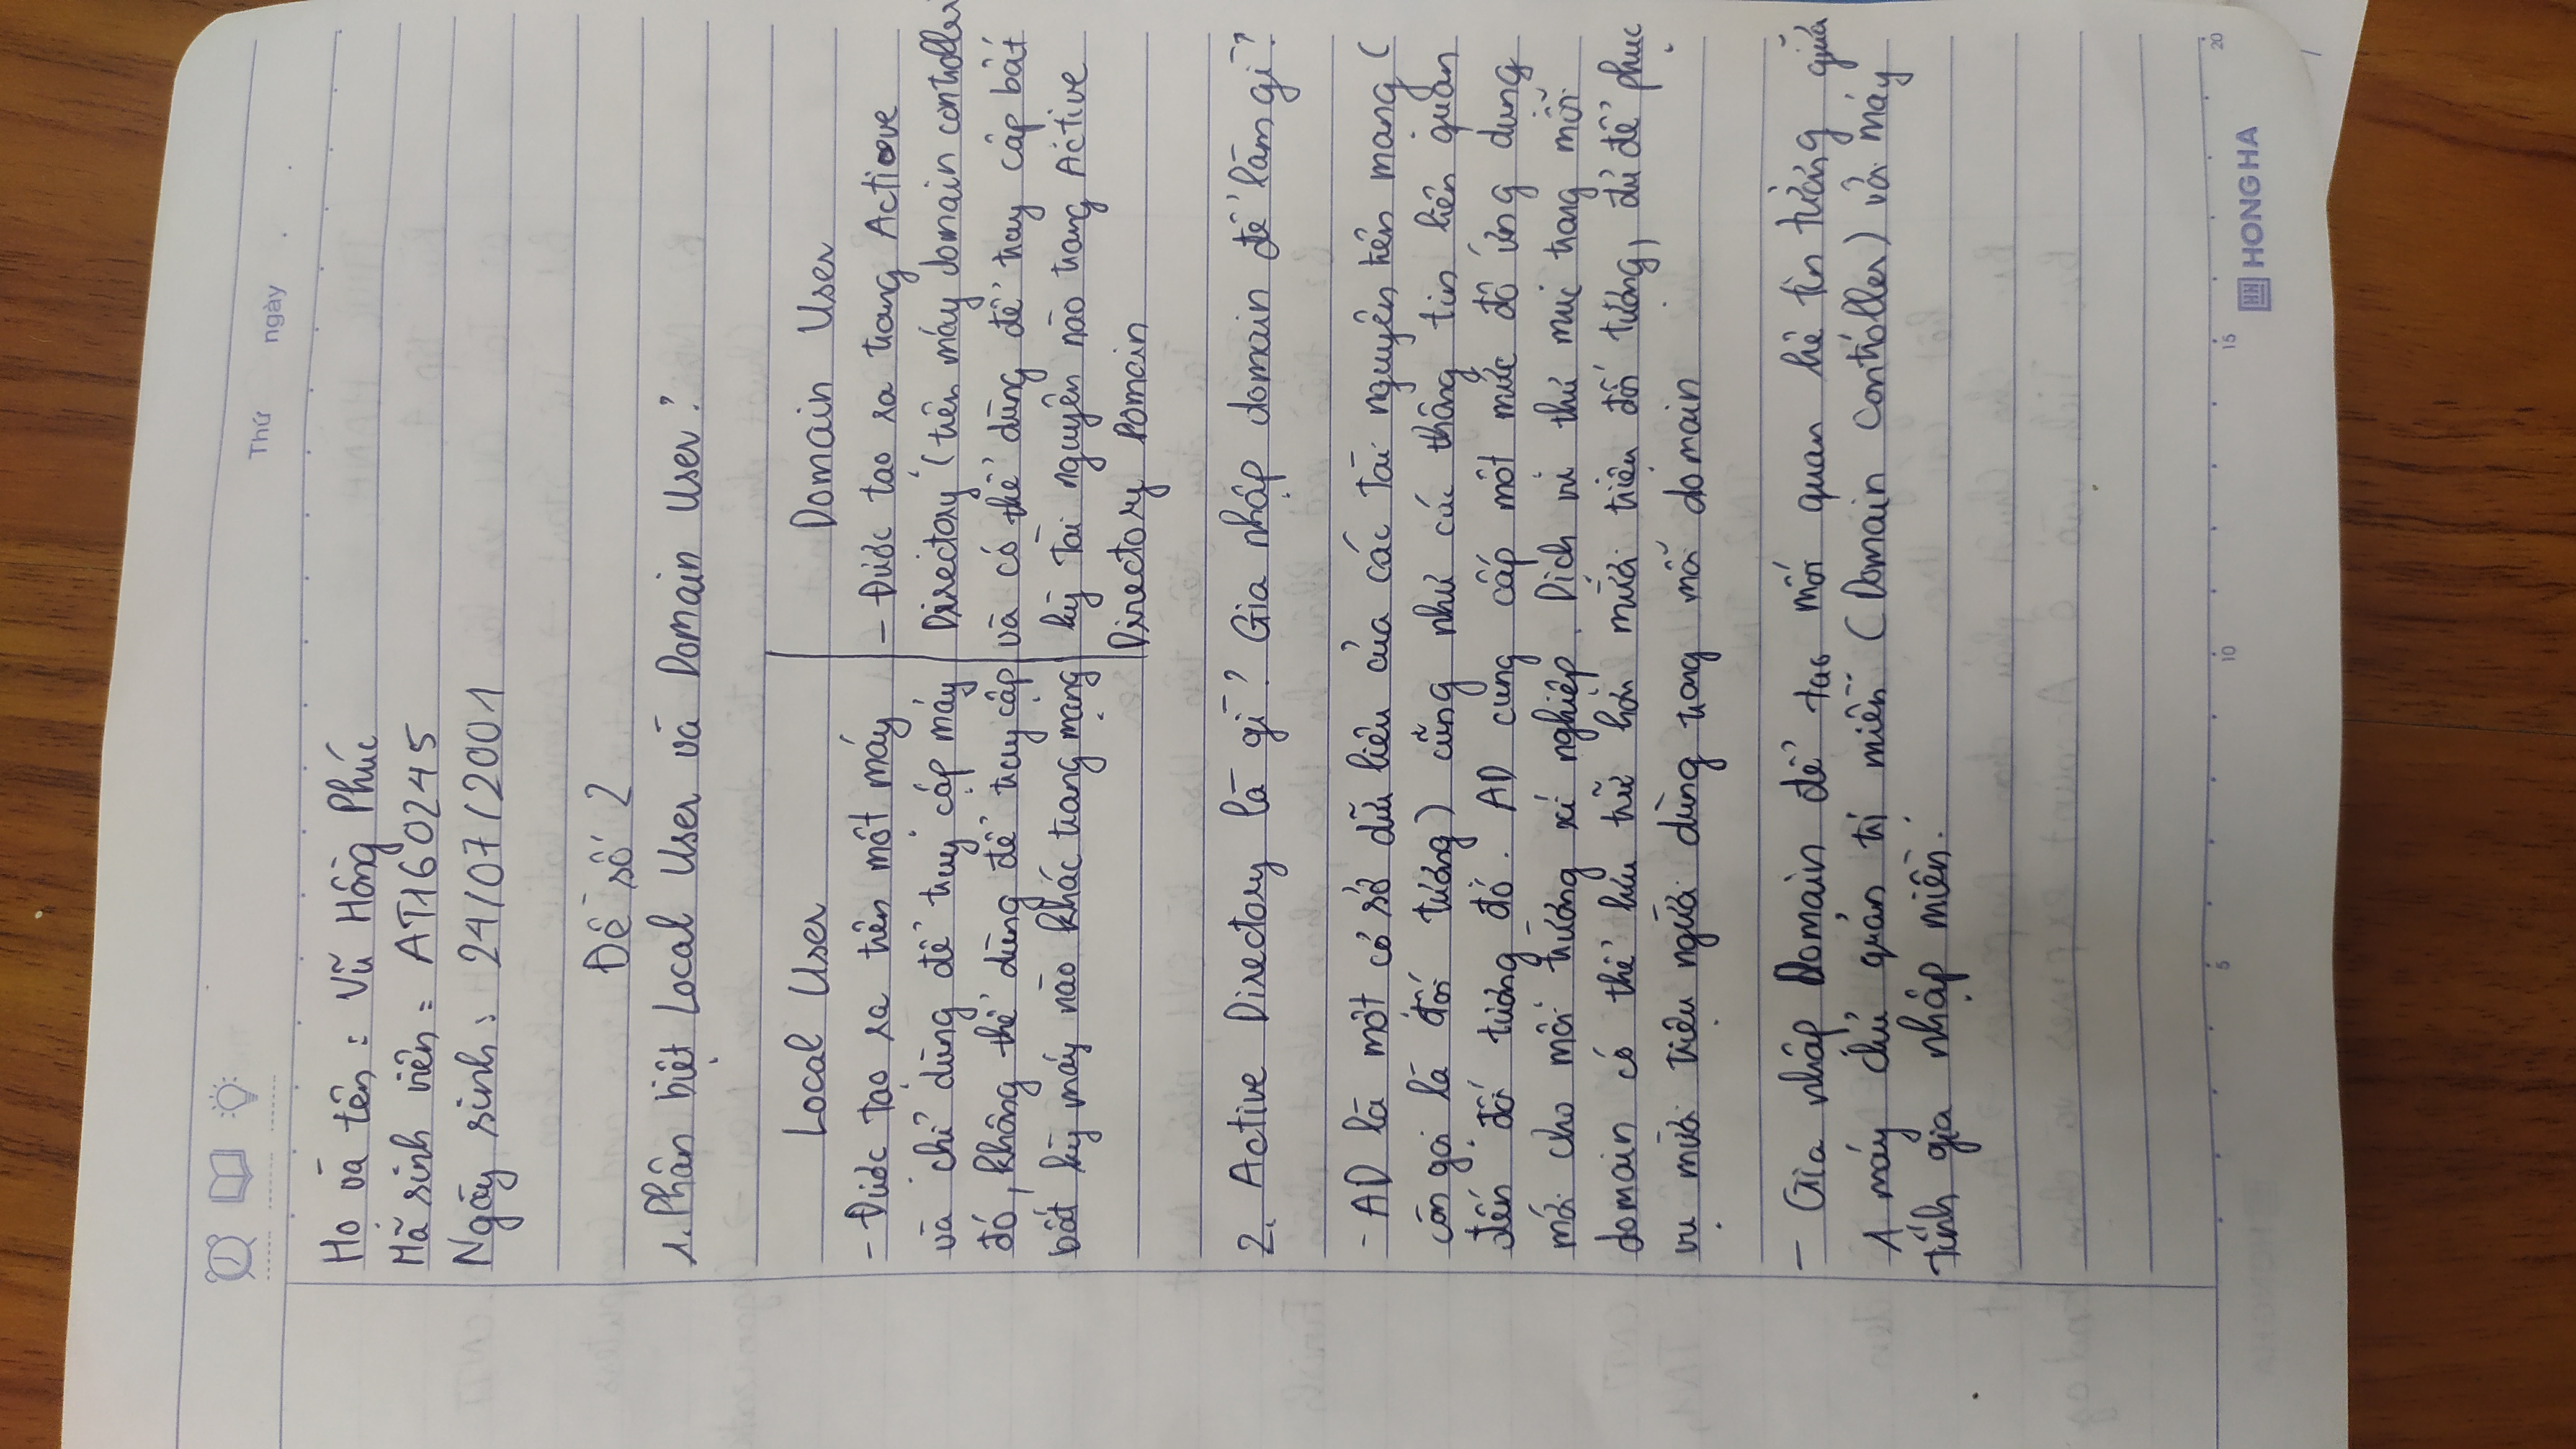 Thứ ngày
Họ và tên : Vũ Hồng Phúc
Mã sinh viên : AT160245
Ngày sinh : 24/07/2001
Đề số 2
1. Phân biệt Local User và Domain User ?
Local User
- Được tạo ra trên một máy
và chỉ dùng để truy cập máy
đó, không thể dùng để truy cập
bất kỳ máy nào khác trong mạng
Domain User
- Được tạo ra trong Active
Directory (trên máy domain controller
và có thể dùng để truy cập bất
kỳ tài nguyên nào trong Active
Directory Domain
2. Active Directory là gì ? Gia nhập domain để làm gì ?
- AD là một cơ sở dữ liệu của các tài nguyên trên mạng (
còn gọi là đối tượng) cũng như các thông tin liên quan
đến đối tượng đó. AD cung cấp một mức độ ứng dụng
mới cho môi trường xí nghiệp. Dịch vụ thư mục trong mỗi
domain có thể lưu trữ hơn mười triệu đối tượng, đủ để phục
vụ mười triệu người dùng trong mỗi domain
- Gia nhập Domain để tạo mối quan hệ tin tưởng giữa
1 máy chủ quản trị miền (Domain Controller) với máy
tính gia nhập miền.
5 10 15 20
HONG HA